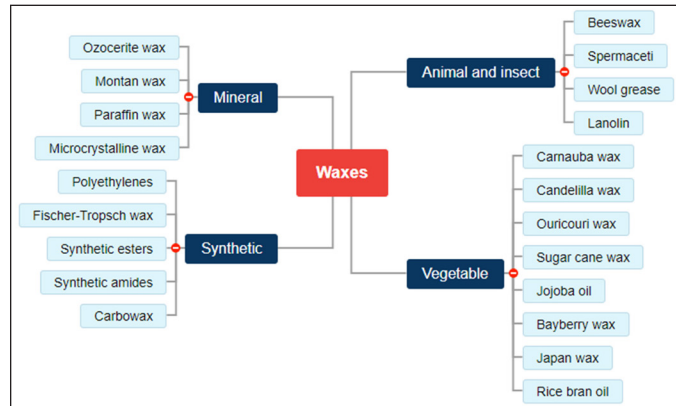 Waxes
Mineral
Ozocerite wax
Montan wax
Paraffin wax
Microcrystalline wax
Synthetic
Polyethylenes
Fischer-Tropsch wax
Synthetic esters
Synthetic amides
Carbowax
Animal and insect
Beeswax
Spermaceti
Wool grease
Lanolin
Vegetable
Carnauba wax
Candelilla wax
Ouricouri wax
Sugar cane wax
Jojoba oil
Bayberry wax
Japan wax
Rice bran oil